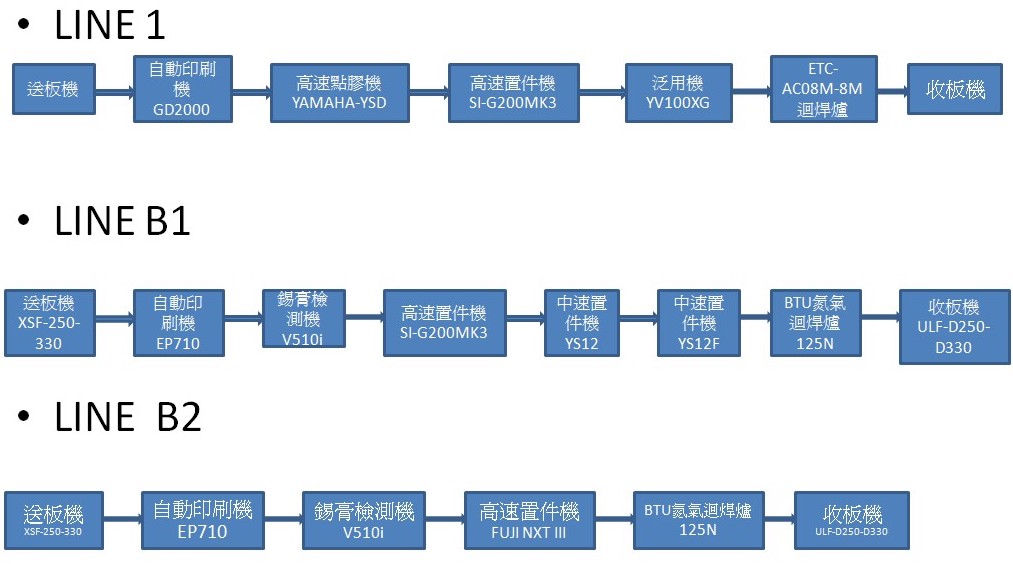 • LINE 1
送板機
自動印刷
機
GD2000
高速點膠機
YAMAHA-YSD
高速置件機
SI-G200MK3
泛用機
YV100XG
ETC-
AC08M-8M
迴焊爐
收板機
• LINE B1
送板機
XSF-250-
330
自動印
刷機
EP710
錫膏檢
測機
V510i
高速置件機
SI-G200MK3
中速置
件機
YS12
中速置
件機
YS12F
BTU氮氣
迴焊爐
125N
收板機
ULF-D250-
D330
• LINE B2
送板機
XSF-250-330
自動印刷機
EP710
錫膏檢測機
V510i
高速置件機
FUJI NXT III
BTU氮氣迴焊爐
125N
收板機
ULF-D250-D330